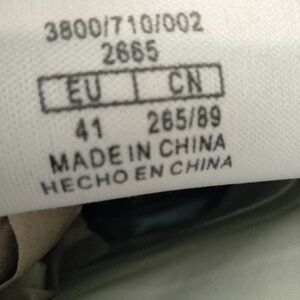 3800/710/002
2665
EU CN
41 265/89
MADE IN CHINA
HECHO EN CHINA